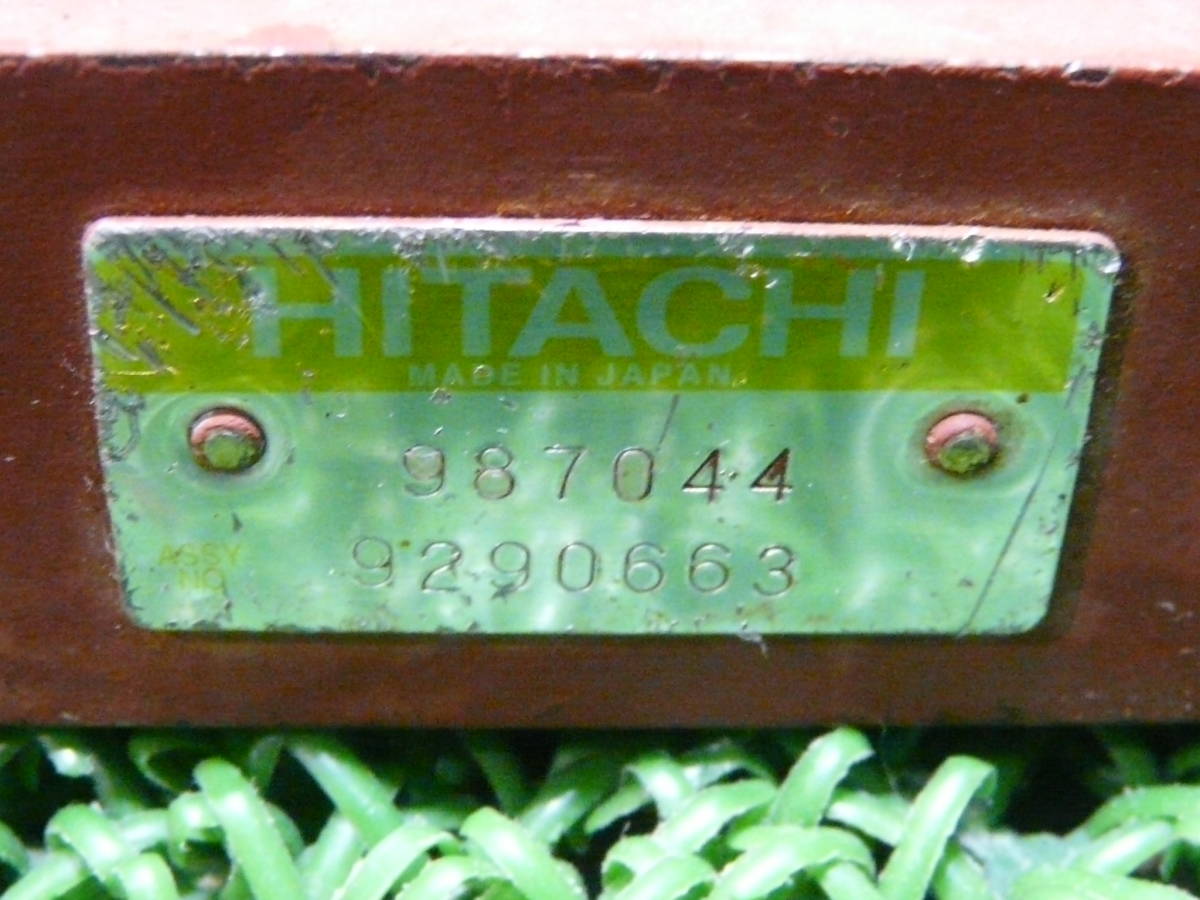 HITACHI
MADE IN JAPAN
987044
ASSY
NO
9290663